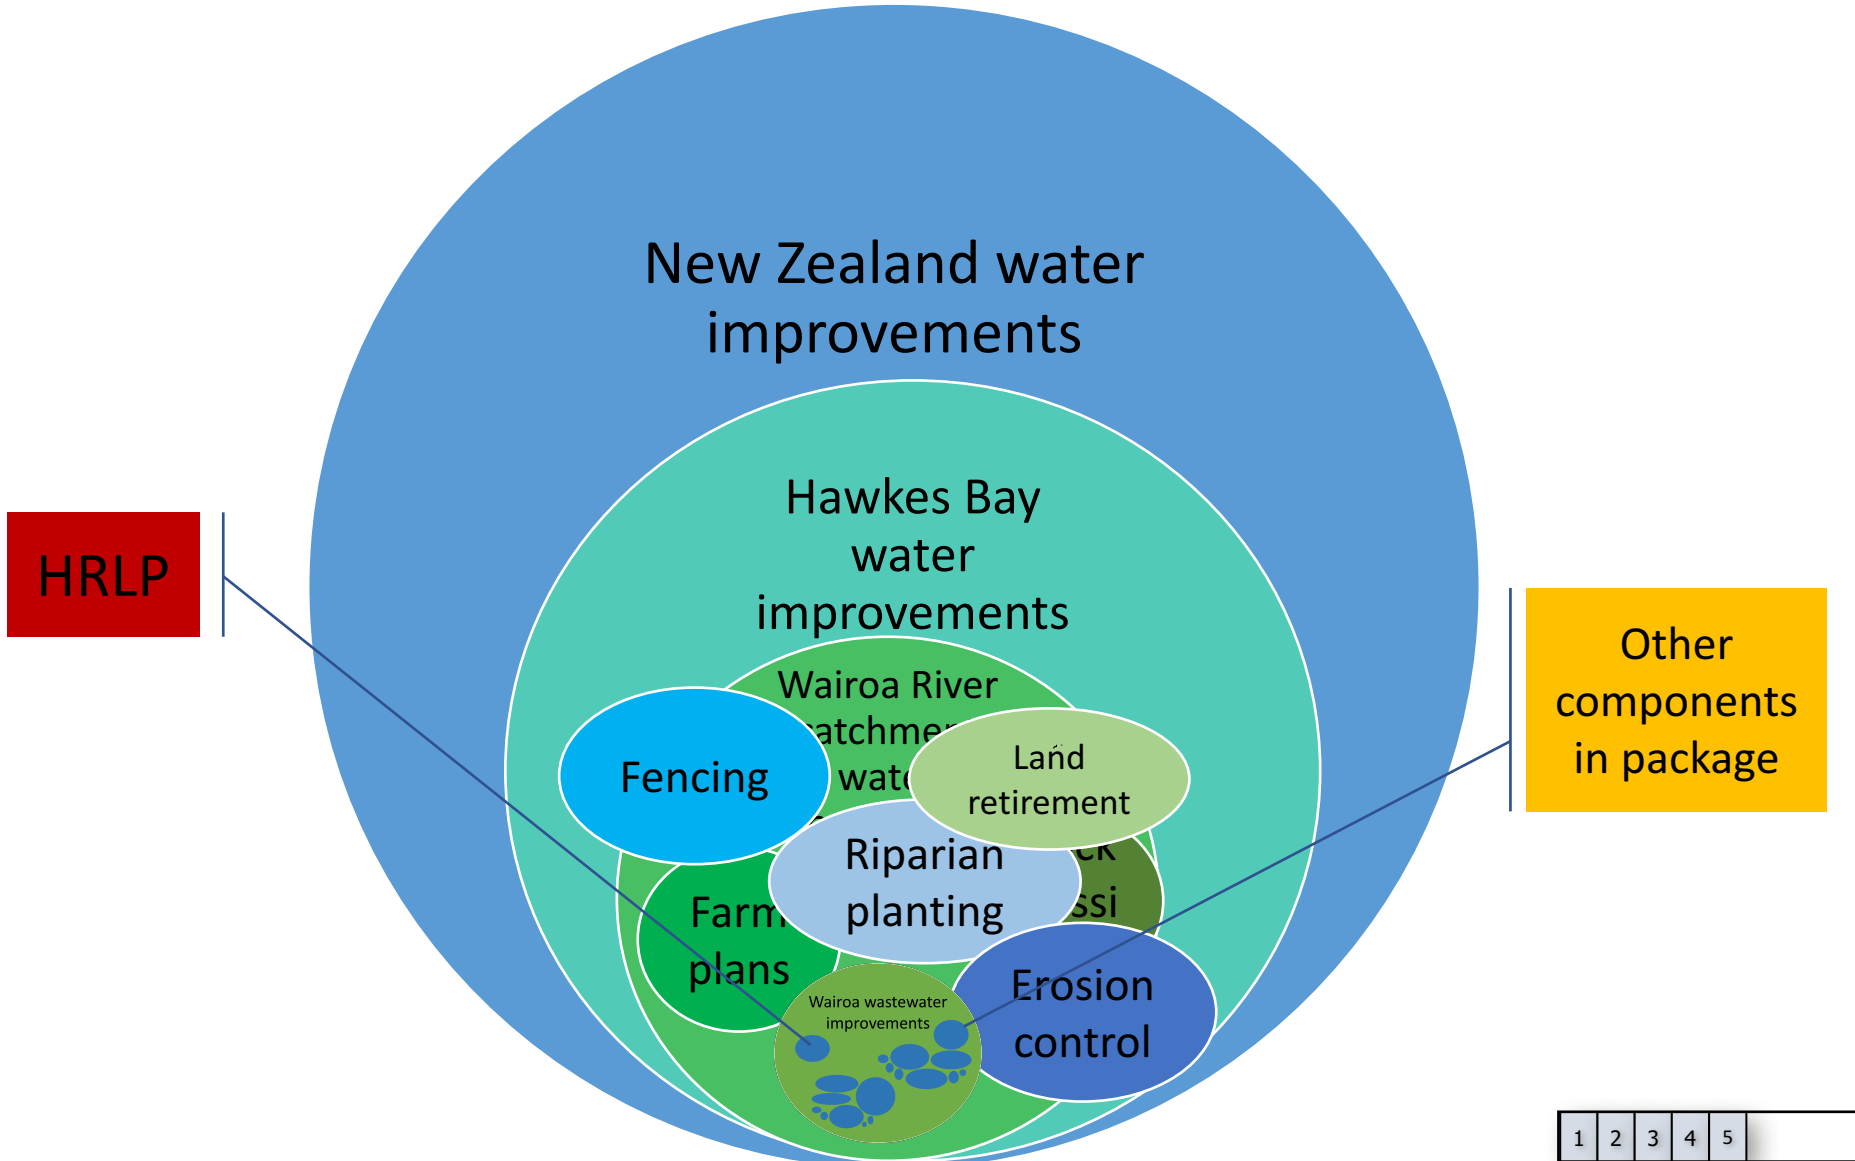 New Zealand water
improvements
Hawkes Bay
water
improvements
HRLP
Other
components
in package
Wairoa River
Fencing
Land
retirement
Riparian
planting
Farm
plans
Erosion
control
Wairoa wastewater
improvements
1 2 3 4 5